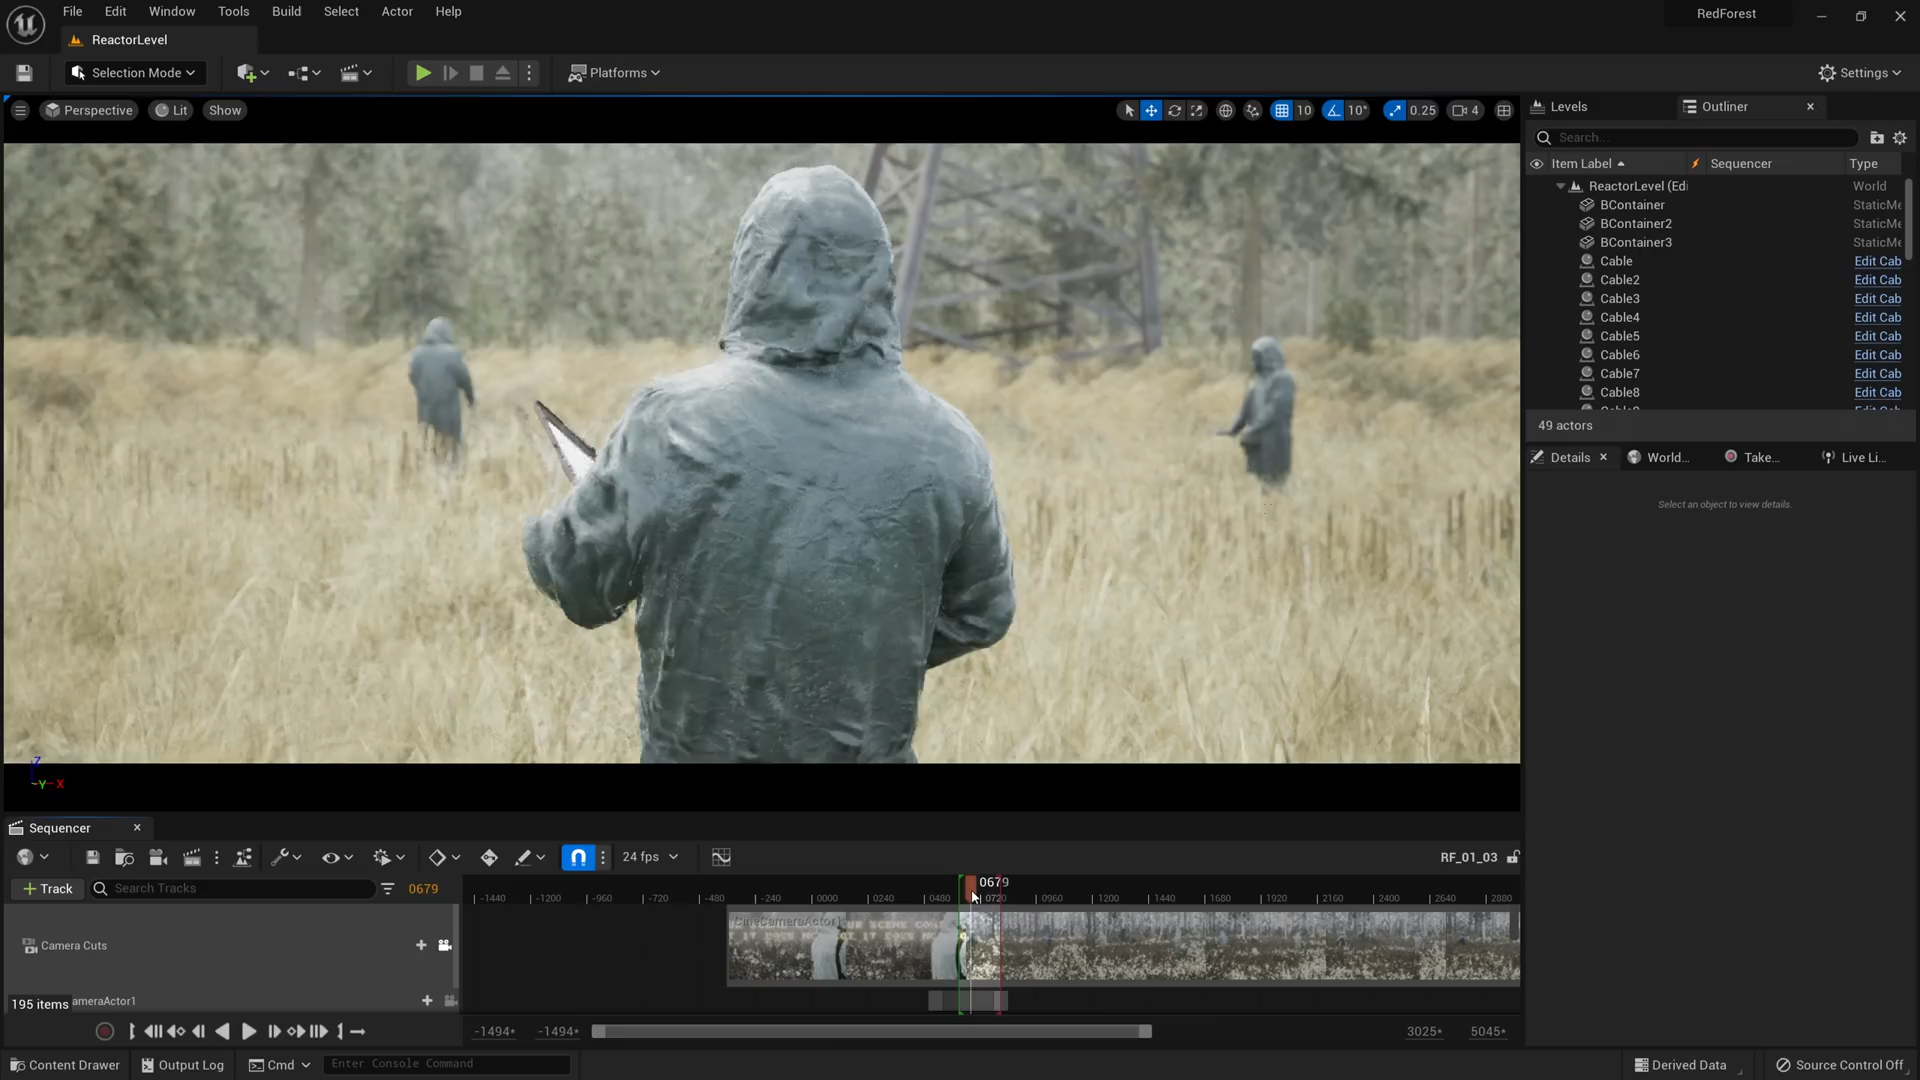 File Edit Window Tools Build Select Actor Help
RedForest
ReactorLevel
Selection Mode
Platforms
Settings
Perspective Lit Show
10 10° 0.25 4
Levels
Outliner
Search...
Item Label Sequencer Type
ReactorLevel (Edi World
BContainer StaticMe
BContainer2 StaticMe
BContainer3 StaticMe
Cable Edit Cab
Cable2 Edit Cab
Cable3 Edit Cab
Cable4 Edit Cab
Cable5 Edit Cab
Cable6 Edit Cab
Cable7 Edit Cab
Cable8 Edit Cab
49 actors
Details World... Take... Live Li...
Select an object to view details.
Z
Y X
Sequencer
24 fps
RF_01_03
+ Track
Search Tracks
0679
0679
-1440 -1200 -960 -720 -480 -240 0000 0240 0480 0720 0960 1200 1440 1680 1920 2160 2400 2640 2880
CineCameraActor1
Camera Cuts
195 items
ameraActor1
-1494* -1494* 3025* 5045*
Content Drawer Output Log Cmd Enter Console Command
Derived Data Source Control Off